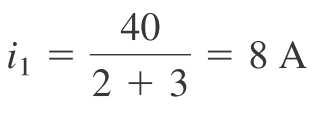 i₁ = 40 / (2 + 3) = 8 A